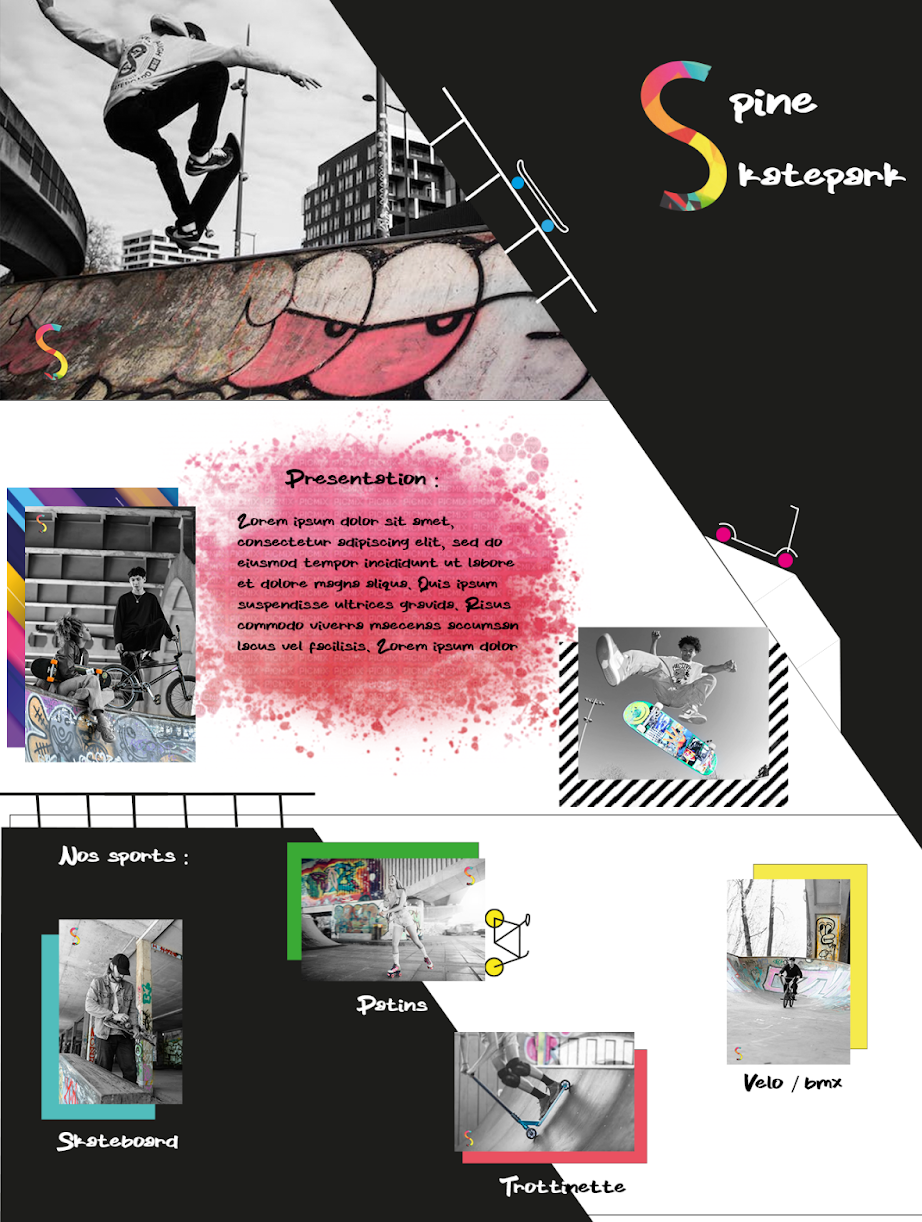 Spine
Skatepark
Presentation :
Lorem ipsum dolor sit amet,
consectetur adipiscing elit, sed do
eiusmod tempor incididunt ut labore
et dolore magna aliqua. Quis ipsum
suspendisse ultrices gravida. Risus
commodo viverra maecenas accumsan
lacus vel facilisis. Lorem ipsum dolor
Nos sports :
Patins
Velo / bmx
Skateboard
Trottinette